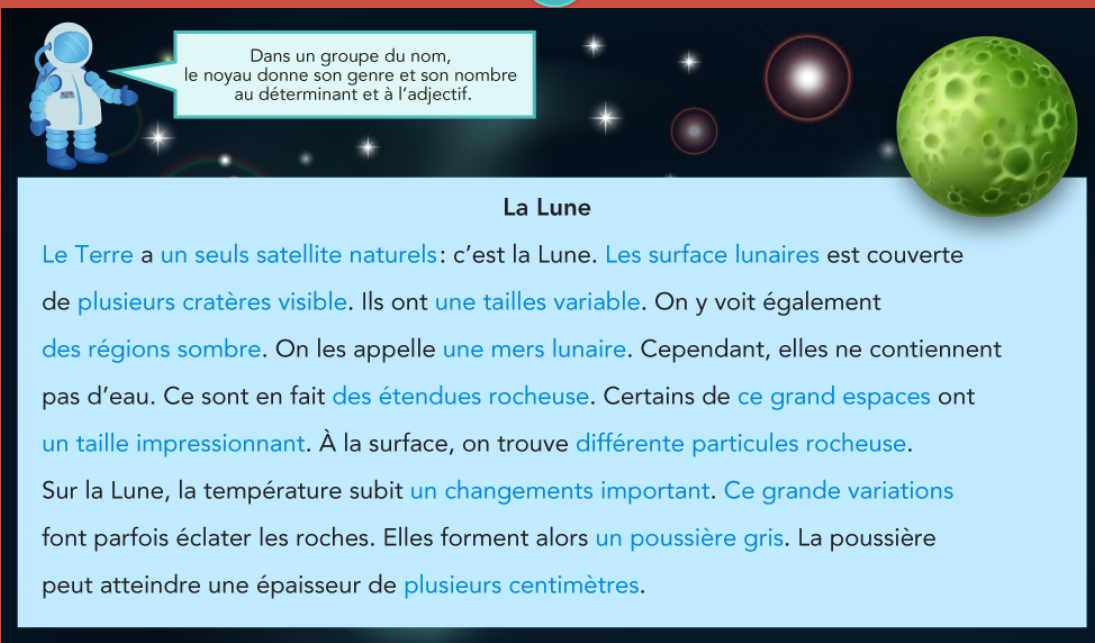 Dans un groupe du nom,
le noyau donne son genre et son nombre
au déterminant et à l'adjectif.
La Lune
Le Terre a un seuls satellite naturels: c'est la Lune. Les surface lunaires est couverte
de plusieurs cratères visible. Ils ont une tailles variable. On y voit également
des régions sombre. On les appelle une mers lunaire. Cependant, elles ne contiennent
pas d'eau. Ce sont en fait des étendues rocheuse. Certains de ce grand espaces ont
un taille impressionnant. À la surface, on trouve différente particules rocheuse.
Sur la Lune, la température subit un changements important. Ce grande variations
font parfois éclater les roches. Elles forment alors un poussière gris. La poussière
peut atteindre une épaisseur de plusieurs centimètres.